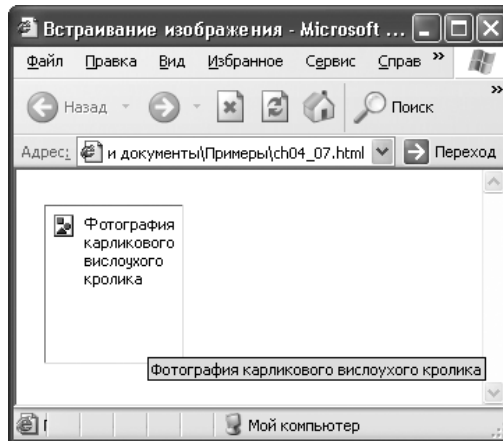 Встраивание изображения - Microsoft ...
Файл Правка Вид Избранное Сервис Справ »
Назад Поиск »
Адрес: и документы\Примеры\ch04_07.html Переход
Фотография
карликового
вислоухого
кролика
Фотография карликового вислоухого кролика
Мой компьютер